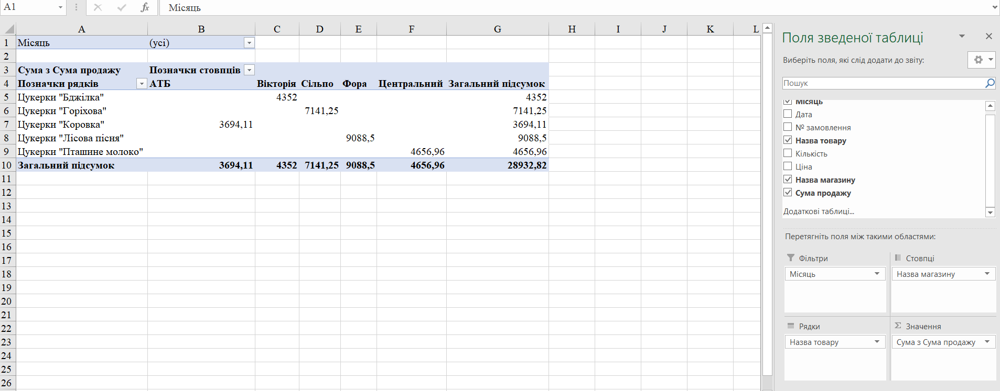 A1 fx Місяць
A B C D E F G H I J K L
1 Місяць (усі)
2
3 Сума з Сума продажу Позначки стовпців
4 Позначки рядків АТБ Вікторія Сільпо Фора Центральний Загальний підсумок
5 Цукерки "Бджілка" 4352 4352
6 Цукерки "Горіхова" 7141,25 7141,25
7 Цукерки "Коровка" 3694,11 3694,11
8 Цукерки "Лісова пісня" 9088,5 9088,5
9 Цукерки "Пташине молоко" 4656,96 4656,96
10 Загальний підсумок 3694,11 4352 7141,25 9088,5 4656,96 28932,82
11
12
13
14
15
16
17
18
19
20
21
22
23
24
25
26
Поля зведеної таблиці
Виберіть поля, які слід додати до звіту:
Пошук
Місяць
Дата
№ замовлення
Назва товару
Кількість
Ціна
Назва магазину
Сума продажу
Додаткові таблиці...
Перетягніть поля між такими областями:
Фільтри
Місяць
Стовпці
Назва магазину
Рядки
Назва товару
Σ Значення
Сума з Сума продажу